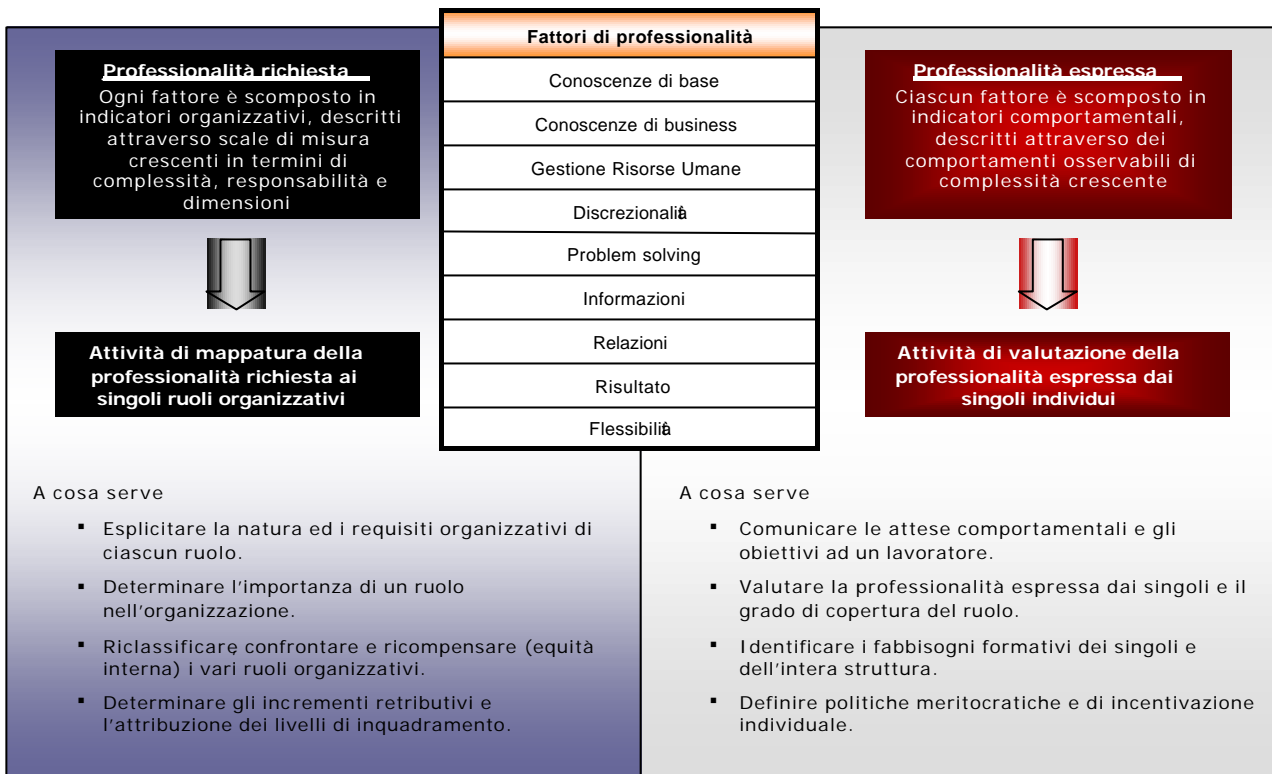 Fattori di professionalità
Conoscenze di base
Conoscenze di business
Gestione Risorse Umane
Discrezionalità
Problem solving
Informazioni
Relazioni
Risultato
Flessibilità
Professionalità richiesta
Ogni fattore è scomposto in
indicatori organizzativi, descritti
attraverso scale di misura
crescenti in termini di
complessità, responsabilità e
dimensioni
Attività di mappatura della
professionalità richiesta ai
singoli ruoli organizzativi
A cosa serve
▪ Esplicitare la natura ed i requisiti organizzativi di
ciascun ruolo.
▪ Determinare l'importanza di un ruolo
nell'organizzazione.
▪ Riclassificare, confrontare e ricompensare (equità
interna) i vari ruoli organizzativi.
▪ Determinare gli incrementi retributivi e
l'attribuzione dei livelli di inquadramento.
Professionalità espressa
Ciascun fattore è scomposto in
indicatori comportamentali,
descritti attraverso dei
comportamenti osservabili di
complessità crescente
Attività di valutazione della
professionalità espressa dai
singoli individui
A cosa serve
▪ Comunicare le attese comportamentali e gli
obiettivi ad un lavoratore.
▪ Valutare la professionalità espressa dai singoli e il
grado di copertura del ruolo.
▪ Identificare i fabbisogni formativi dei singoli e
dell'intera struttura.
▪ Definire politiche meritocratiche e di incentivazione
individuale.